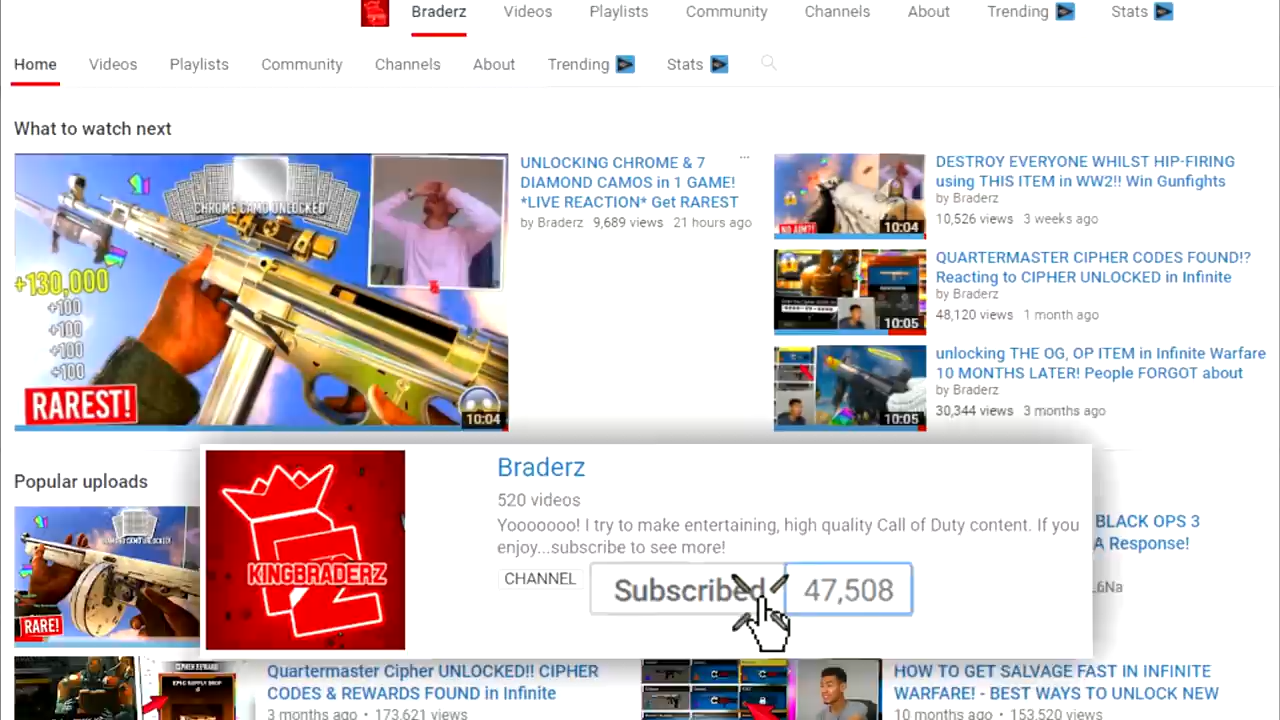 Braderz Videos Playlists Community Channels About Trending Stats
Home Videos Playlists Community Channels About Trending Stats
What to watch next
CHROME CAMO UNLOCKED
+130,000
+100
+100
+100
+100
RAREST!
10:04
UNLOCKING CHROME & 7
DIAMOND CAMOS in 1 GAME!
*LIVE REACTION* Get RAREST
by Braderz 9,689 views 21 hours ago
NO AIM?!
10:04
DESTROY EVERYONE WHILST HIP-FIRING
using THIS ITEM in WW2!! Win Gunfights
by Braderz
10,526 views 3 weeks ago
10:05
QUARTERMASTER CIPHER CODES FOUND!?
Reacting to CIPHER UNLOCKED in Infinite
by Braderz
48,120 views 1 month ago
10:05
unlocking THE OG, OP ITEM in Infinite Warfare
10 MONTHS LATER! People FORGOT about
by Braderz
30,344 views 3 months ago
Popular uploads
RARE!
KINGBRADERZ
Braderz
520 videos
Yooooooo! I try to make entertaining, high quality Call of Duty content. If you
enjoy...subscribe to see more!
CHANNEL
Subscribed 47,508
BLACK OPS 3
A Response!
L6Na
EPIC SUPPLY DROP
Quartermaster Cipher UNLOCKED!! CIPHER
CODES & REWARDS FOUND in Infinite
3 months ago • 173,621 views
HOW TO GET SALVAGE FAST IN INFINITE
WARFARE! - BEST WAYS TO UNLOCK NEW
10 months ago • 153,520 views